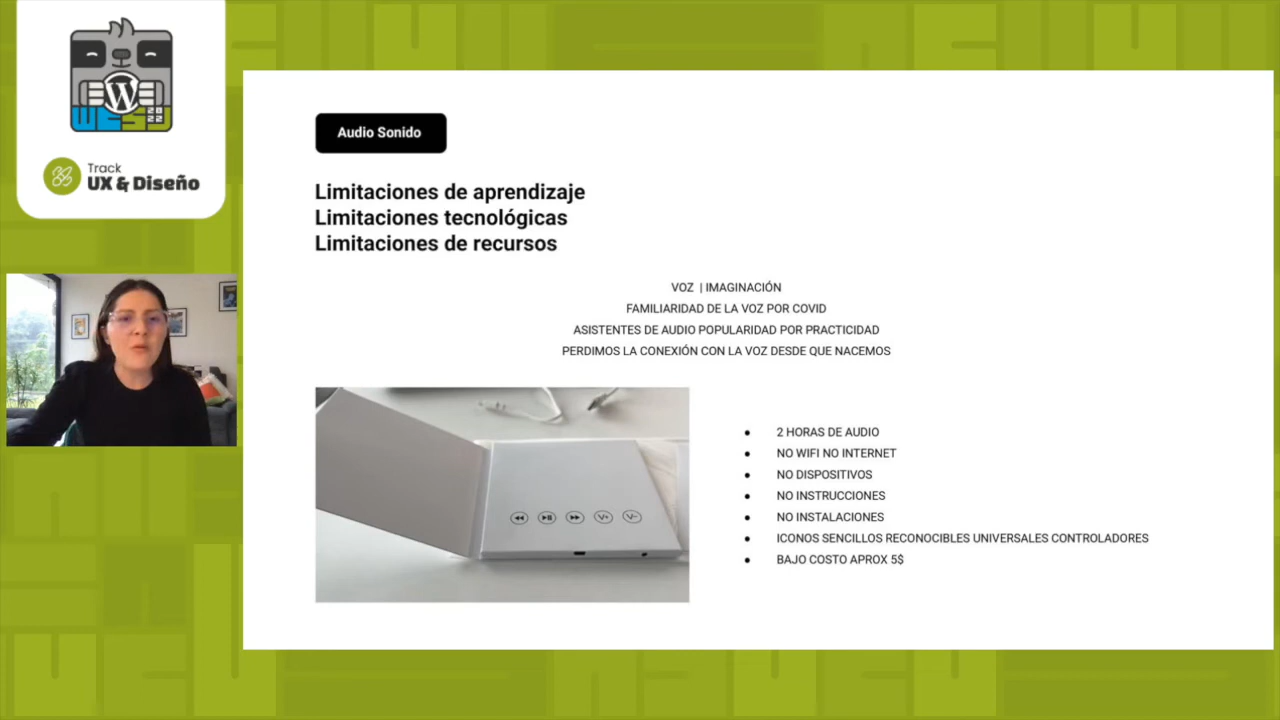 WESP
2022
Track
UX & Diseño
Audio Sonido
Limitaciones de aprendizaje
Limitaciones tecnológicas
Limitaciones de recursos
VOZ | IMAGINACIÓN
FAMILIARIDAD DE LA VOZ POR COVID
ASISTENTES DE AUDIO POPULARIDAD POR PRACTICIDAD
PERDIMOS LA CONEXIÓN CON LA VOZ DESDE QUE NACEMOS
V+
V-
2 HORAS DE AUDIO
NO WIFI NO INTERNET
NO DISPOSITIVOS
NO INSTRUCCIONES
NO INSTALACIONES
ICONOS SENCILLOS RECONOCIBLES UNIVERSALES CONTROLADORES
BAJO COSTO APROX 5$